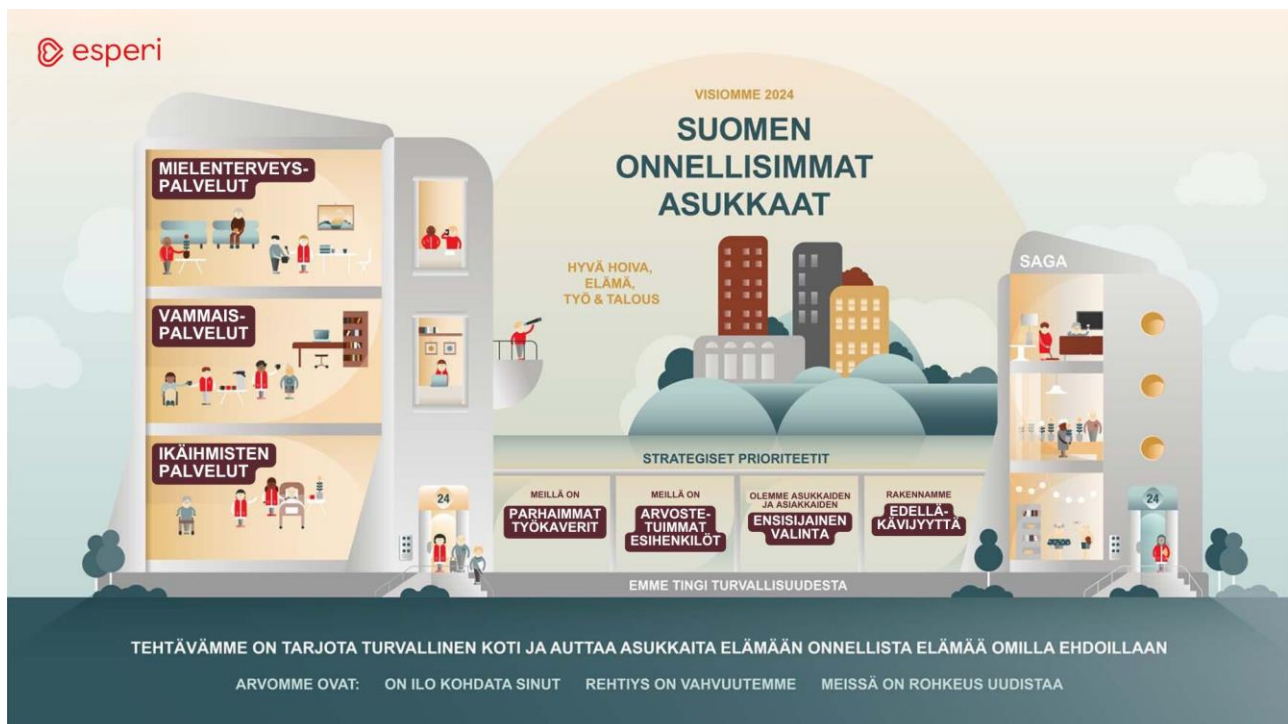 esperi
VISIOMME 2024
SUOMEN
ONNELLISIMMAT
ASUKKAAT
HYVÄ HOIVA,
ELÄMÄ,
TYÖ & TALOUS
MIELENTERVEYS-
PALVELUT
VAMMAIS-
PALVELUT
IKÄIHMISTEN
PALVELUT
24
SAGA
24
STRATEGISET PRIORITEETIT
MEILLÄ ON
PARHAIMMAT
TYÖKAVERIT
MEILLÄ ON
ARVOSTE-
TUIMMAT
ESIHENKILÖT
OLEMME ASUKKAIDEN
JA ASIAKKAIDEN
ENSISIJAINEN
VALINTA
RAKENNAMME
EDELLÄ-
KÄVIJYYTTÄ
EMME TINGI TURVALLISUUDESTA
TEHTÄVÄMME ON TARJOTA TURVALLINEN KOTI JA AUTTAA ASUKKAITA ELÄMÄÄN ONNELLISTA ELÄMÄÄ OMILLA EHDOILLAAN
ARVOMME OVAT: ON ILO KOHDATA SINUT REHTIYS ON VAHVUUTEMME MEISSÄ ON ROHKEUS UUDISTAA